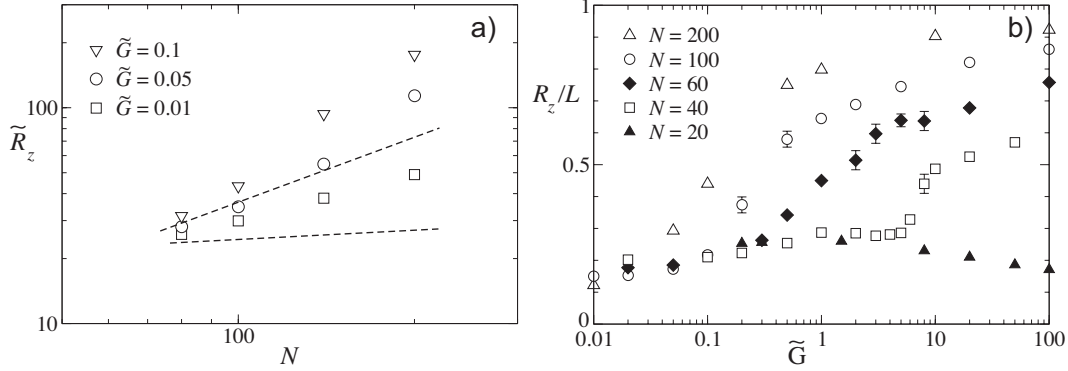 a)
G̃ = 0.1
G̃ = 0.05
G̃ = 0.01
100
R̃z
10
100
N
b)
1
N = 200
N = 100
N = 60
N = 40
N = 20
Rz/L
0.5
0
0.01
0.1
1
10
100
G̃